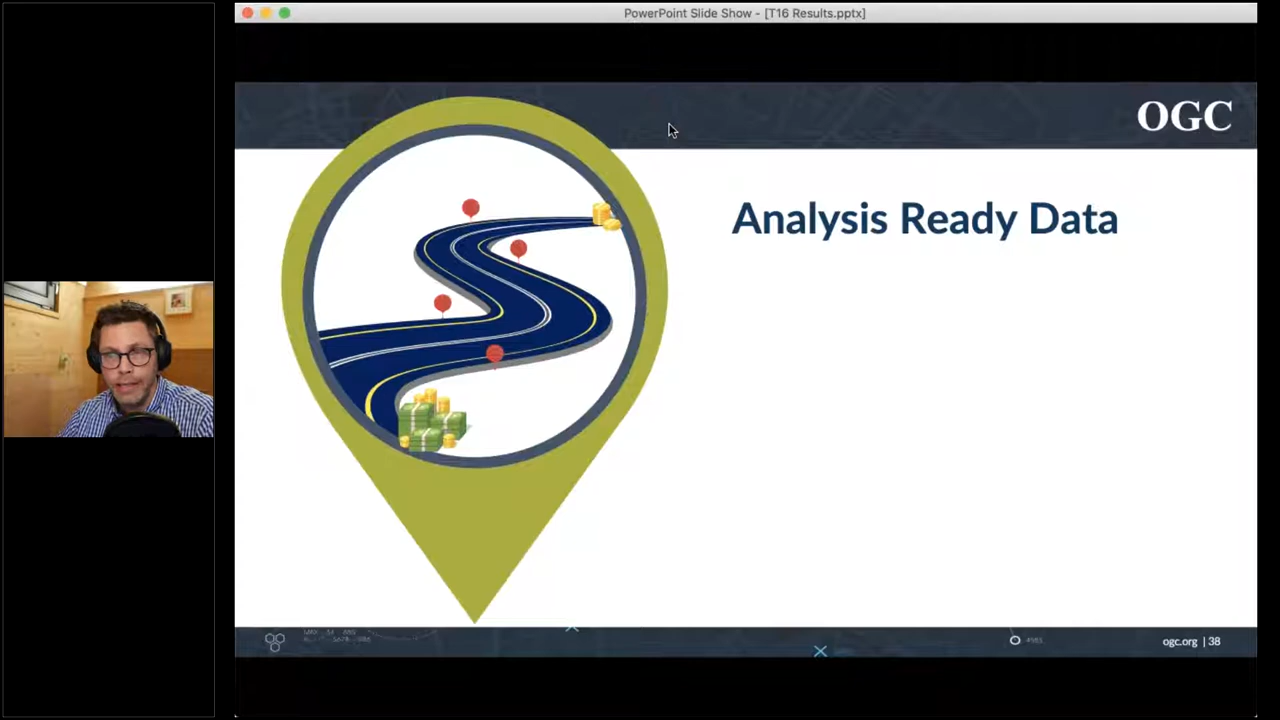 PowerPoint Slide Show - [T16 Results.pptx]
OGC
Analysis Ready Data
ogc.org | 38